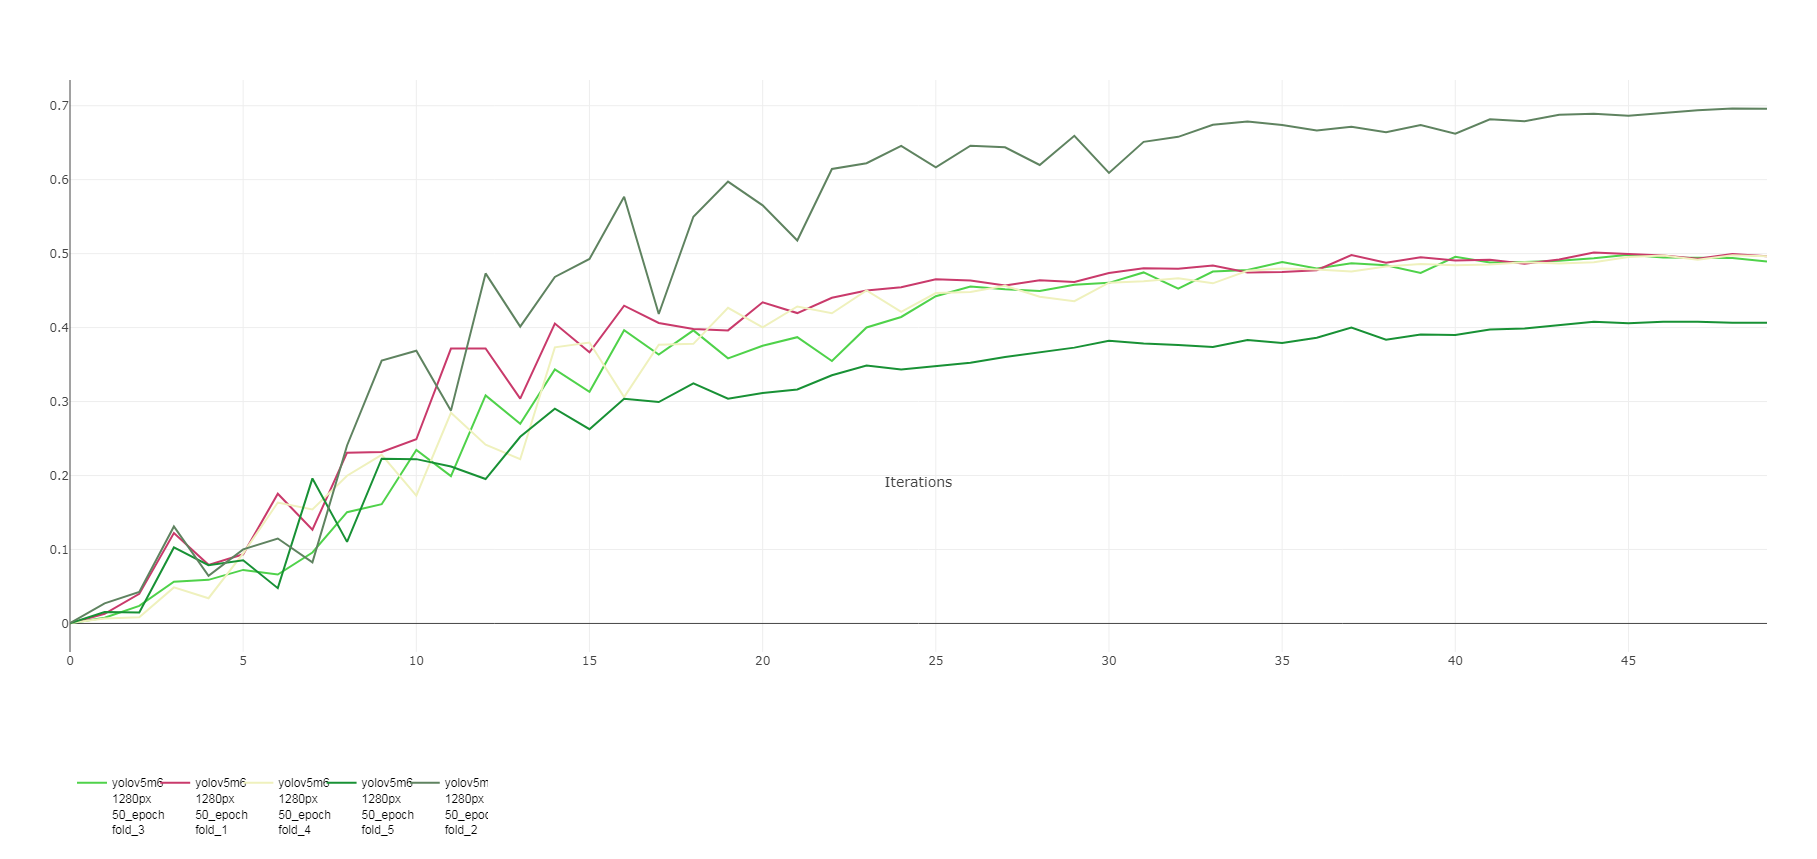 0.7
0.6
0.5
0.4
0.3
0.2
0.1
0
Iterations
0 5 10 15 20 25 30 35 40 45
yolov5m6 yolov5m6 yolov5m6 yolov5m6 yolov5m
1280px 1280px 1280px 1280px 1280px
50_epoch 50_epoch 50_epoch 50_epoch 50_epoc
fold_3 fold_1 fold_4 fold_5 fold_2